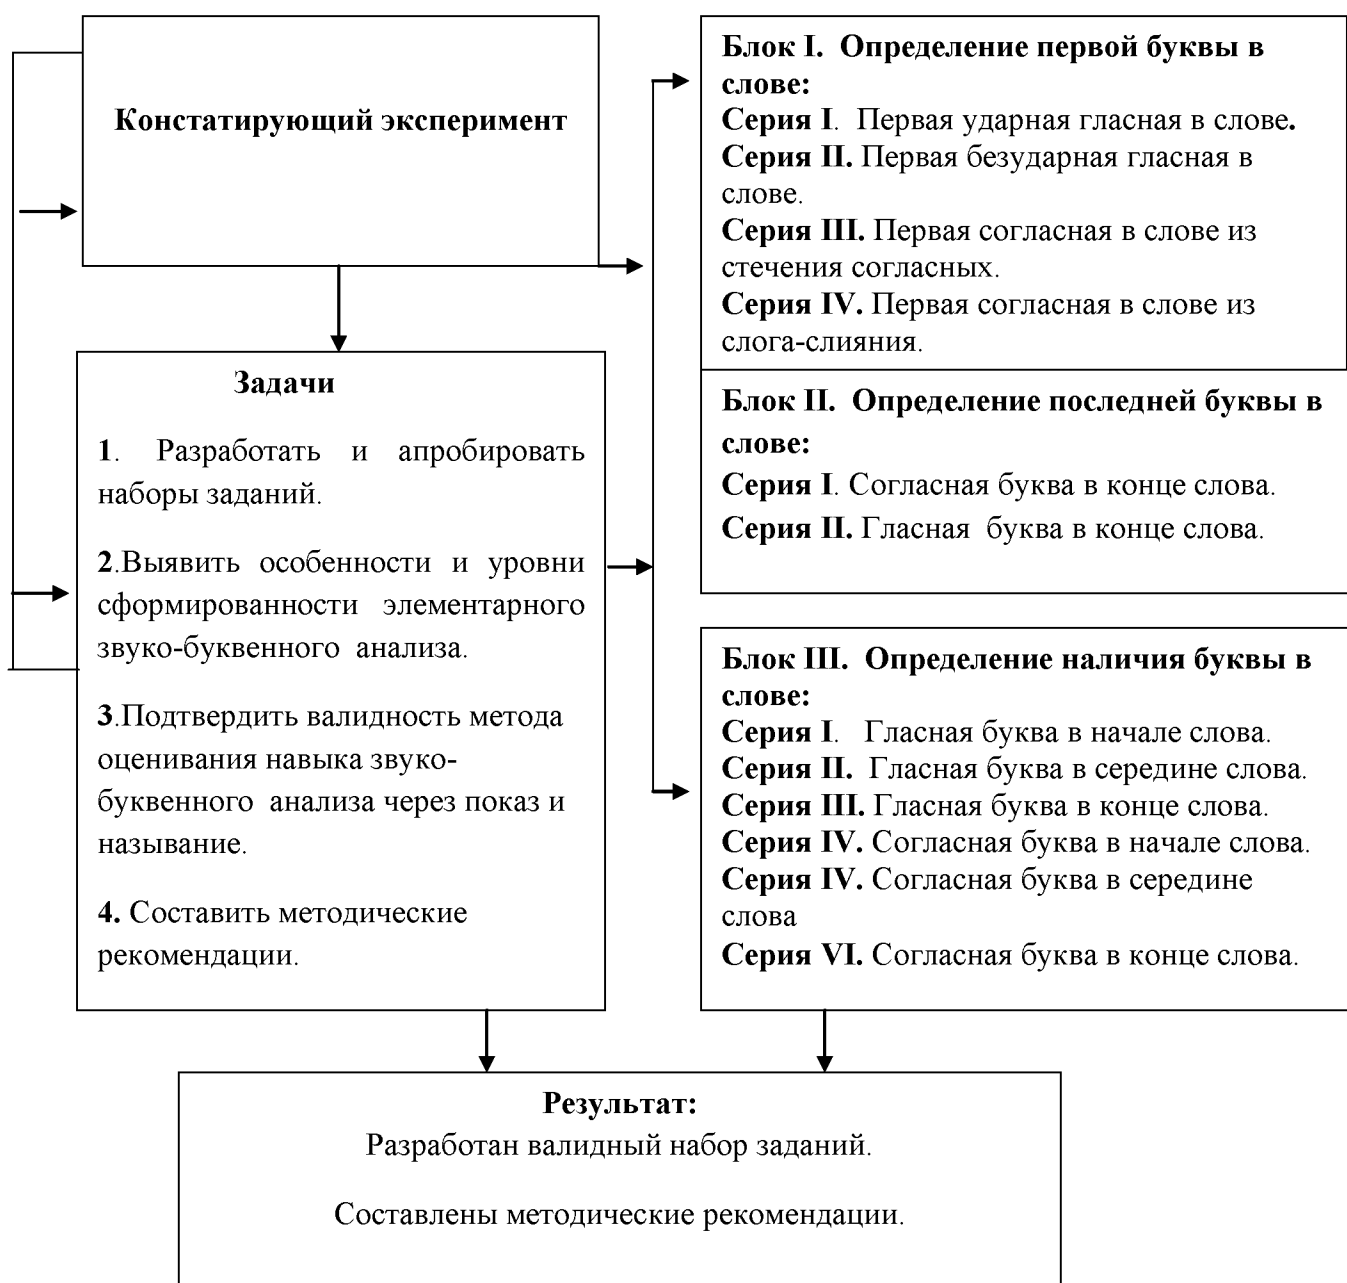 Констатирующий эксперимент
Задачи
1. Разработать и апробировать
наборы заданий.
2.Выявить особенности и уровни
сформированности элементарного
звуко-буквенного анализа.
3.Подтвердить валидность метода
оценивания навыка звуко-
буквенного анализа через показ и
называние.
4. Составить методические
рекомендации.
Блок I. Определение первой буквы в
слове:
Серия I. Первая ударная гласная в слове.
Серия II. Первая безударная гласная в
слове.
Серия III. Первая согласная в слове из
стечения согласных.
Серия IV. Первая согласная в слове из
слога-слияния.
Блок II. Определение последней буквы в
слове:
Серия I. Согласная буква в конце слова.
Серия II. Гласная буква в конце слова.
Блок III. Определение наличия буквы в
слове:
Серия I. Гласная буква в начале слова.
Серия II. Гласная буква в середине слова.
Серия III. Гласная буква в конце слова.
Серия IV. Согласная буква в начале слова.
Серия IV. Согласная буква в середине
слова
Серия VI. Согласная буква в конце слова.
Результат:
Разработан валидный набор заданий.
Составлены методические рекомендации.